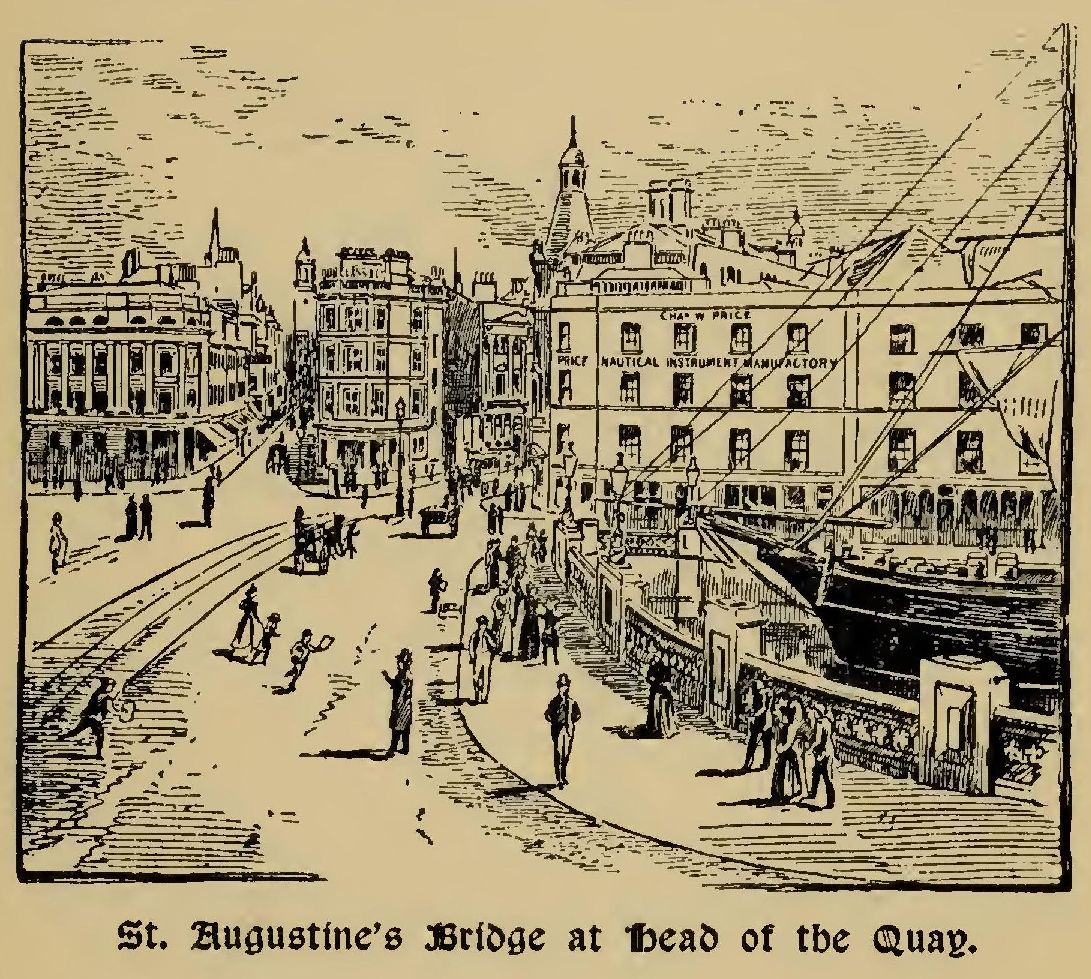 CHAS W PRICE
PRICE NAUTICAL INSTRUMENT MANUFACTORY
St. Augustine's Bridge at Head of the Quay.